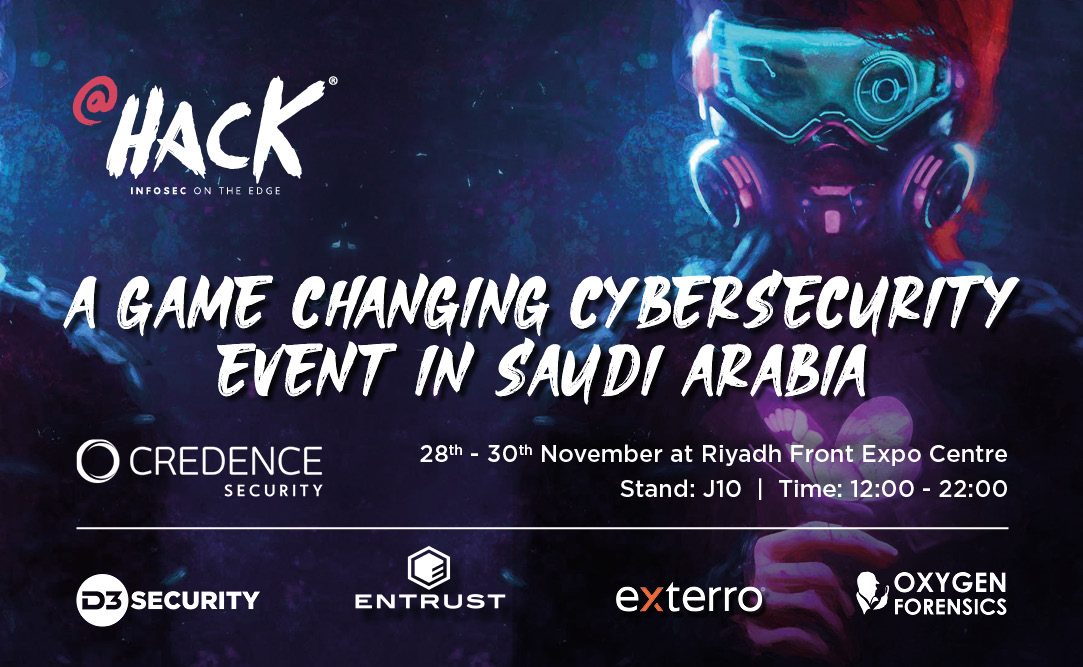 @HACK®
INFOSEC ON THE EDGE
A GAME CHANGING CYBERSECURITY
EVENT IN SAUDI ARABIA
CREDENCE
SECURITY
28th - 30th November at Riyadh Front Expo Centre
Stand: J10 | Time: 12:00 - 22:00
D3 SECURITY
ENTRUST
exterro
OXYGEN
FORENSICS